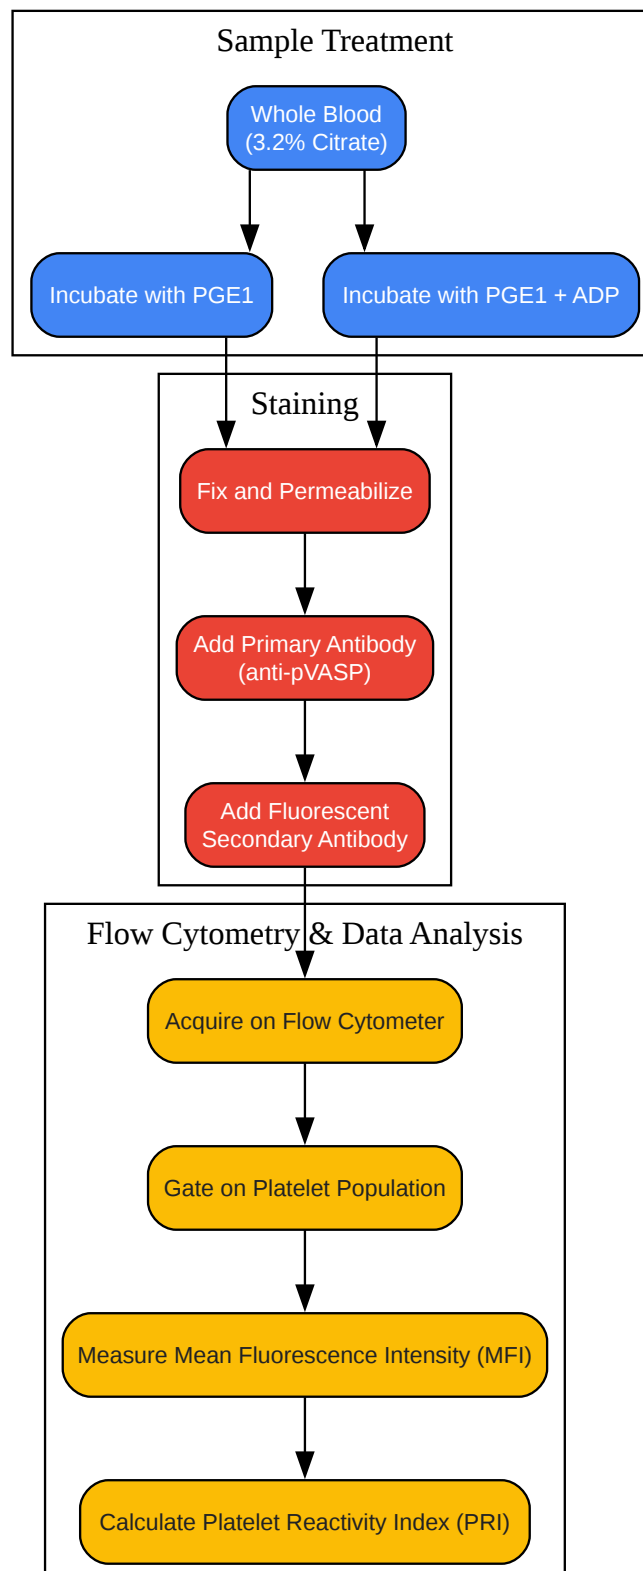 Sample Treatment
Whole Blood
(3.2% Citrate)
Incubate with PGE1
Incubate with PGE1 + ADP
Staining
Fix and Permeabilize
Add Primary Antibody
(anti-pVASP)
Add Fluorescent
Secondary Antibody
Flow Cytometry & Data Analysis
Acquire on Flow Cytometer
Gate on Platelet Population
Measure Mean Fluorescence Intensity (MFI)
Calculate Platelet Reactivity Index (PRI)